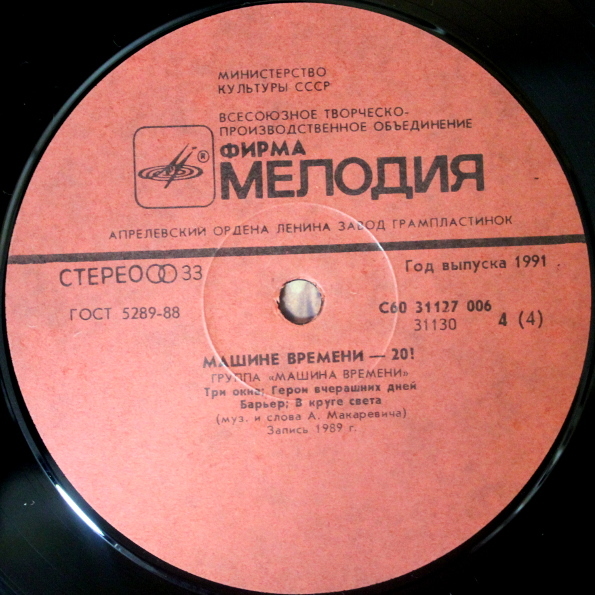 МИНИСТЕРСТВО
КУЛЬТУРЫ СССР
ВСЕСОЮЗНОЕ ТВОРЧЕСКО-
ПРОИЗВОДСТВЕННОЕ ОБЪЕДИНЕНИЕ
®
ФИРМА
МЕЛОДИЯ
АПРЕЛЕВСКИЙ ОРДЕНА ЛЕНИНА ЗАВОД ГРАМПЛАСТИНОК
СТЕРЕО 33
Год выпуска 1991
ГОСТ 5289-88
С60 31127 006
31130 4 (4)
МАШИНЕ ВРЕМЕНИ — 20!
ГРУППА «МАШИНА ВРЕМЕНИ»
Три окна; Герои вчерашних дней
Барьер; В круге света
(муз. и слова А. Макаревича)
Запись 1989 г.